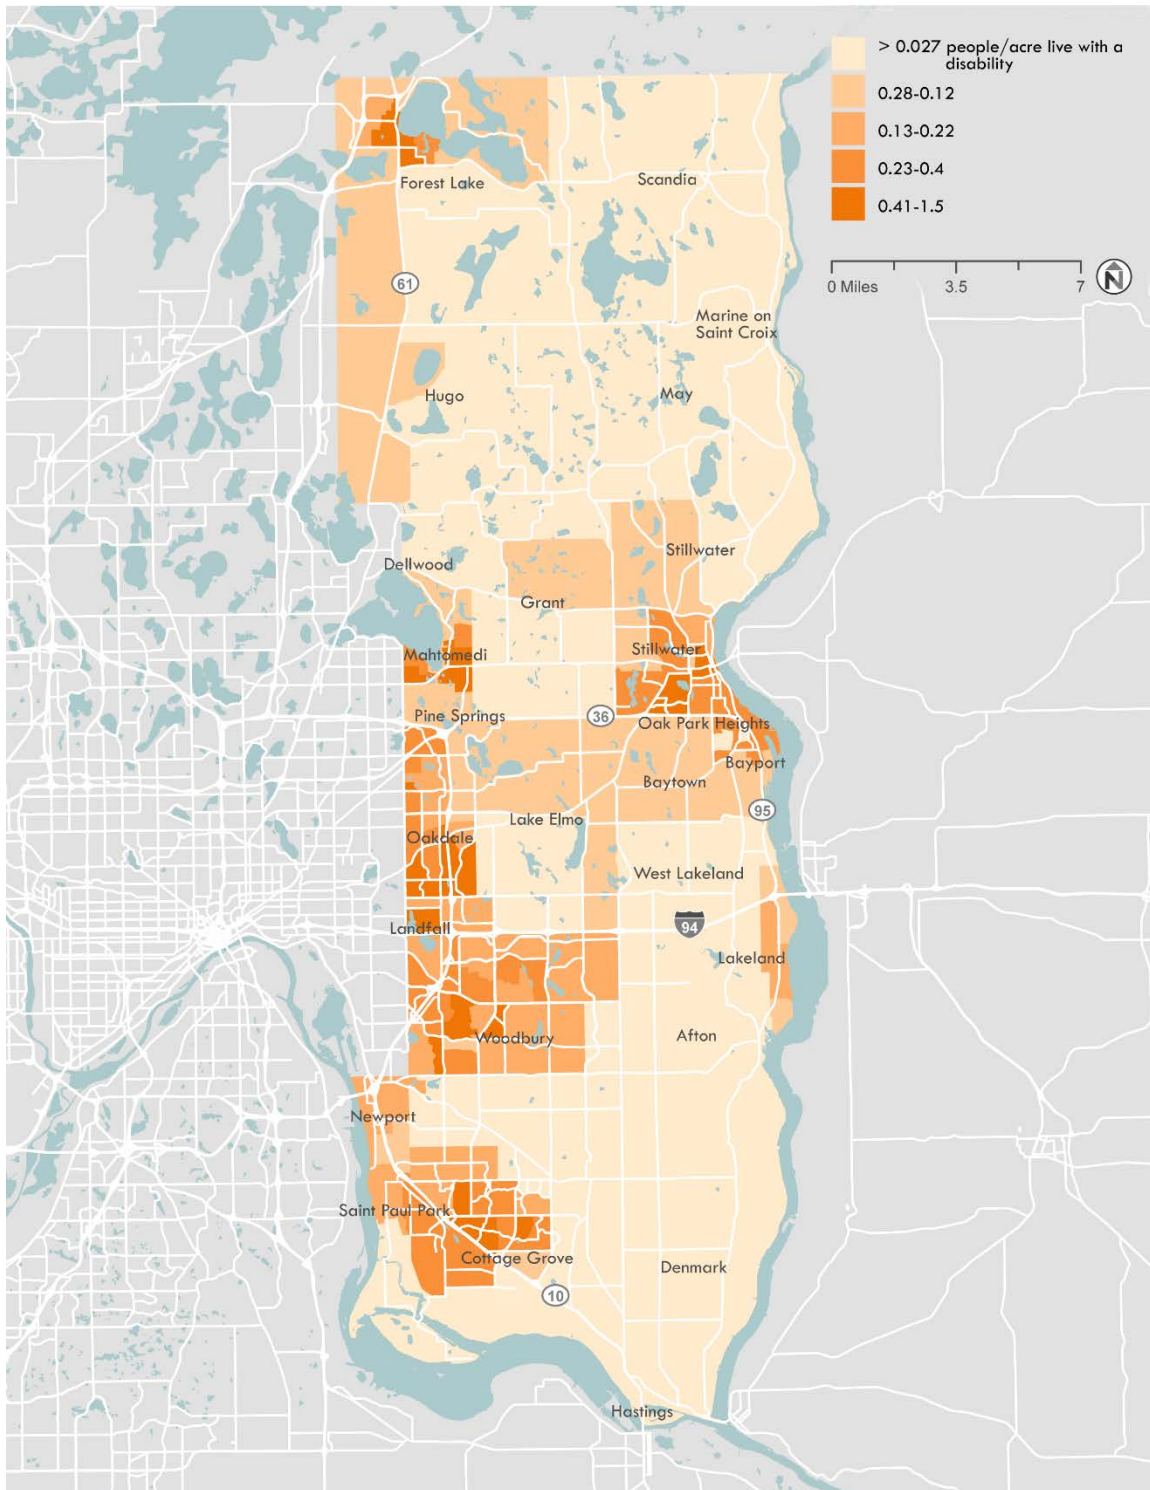 > 0.027 people/acre live with a
disability
0.28-0.12
0.13-0.22
0.23-0.4
0.41-1.5
0 Miles
3.5
7
N
Forest Lake
Scandia
61
Marine on
Saint Croix
Hugo
May
Stillwater
Dellwood
Grant
Stillwater
Mahtomedi
Pine Springs
36
Oak Park Heights
Bayport
Baytown
95
Lake Elmo
Oakdale
West Lakeland
Landfall
94
Lakeland
Woodbury
Afton
Newport
Saint Paul Park
Cottage Grove
Denmark
10
Hastings